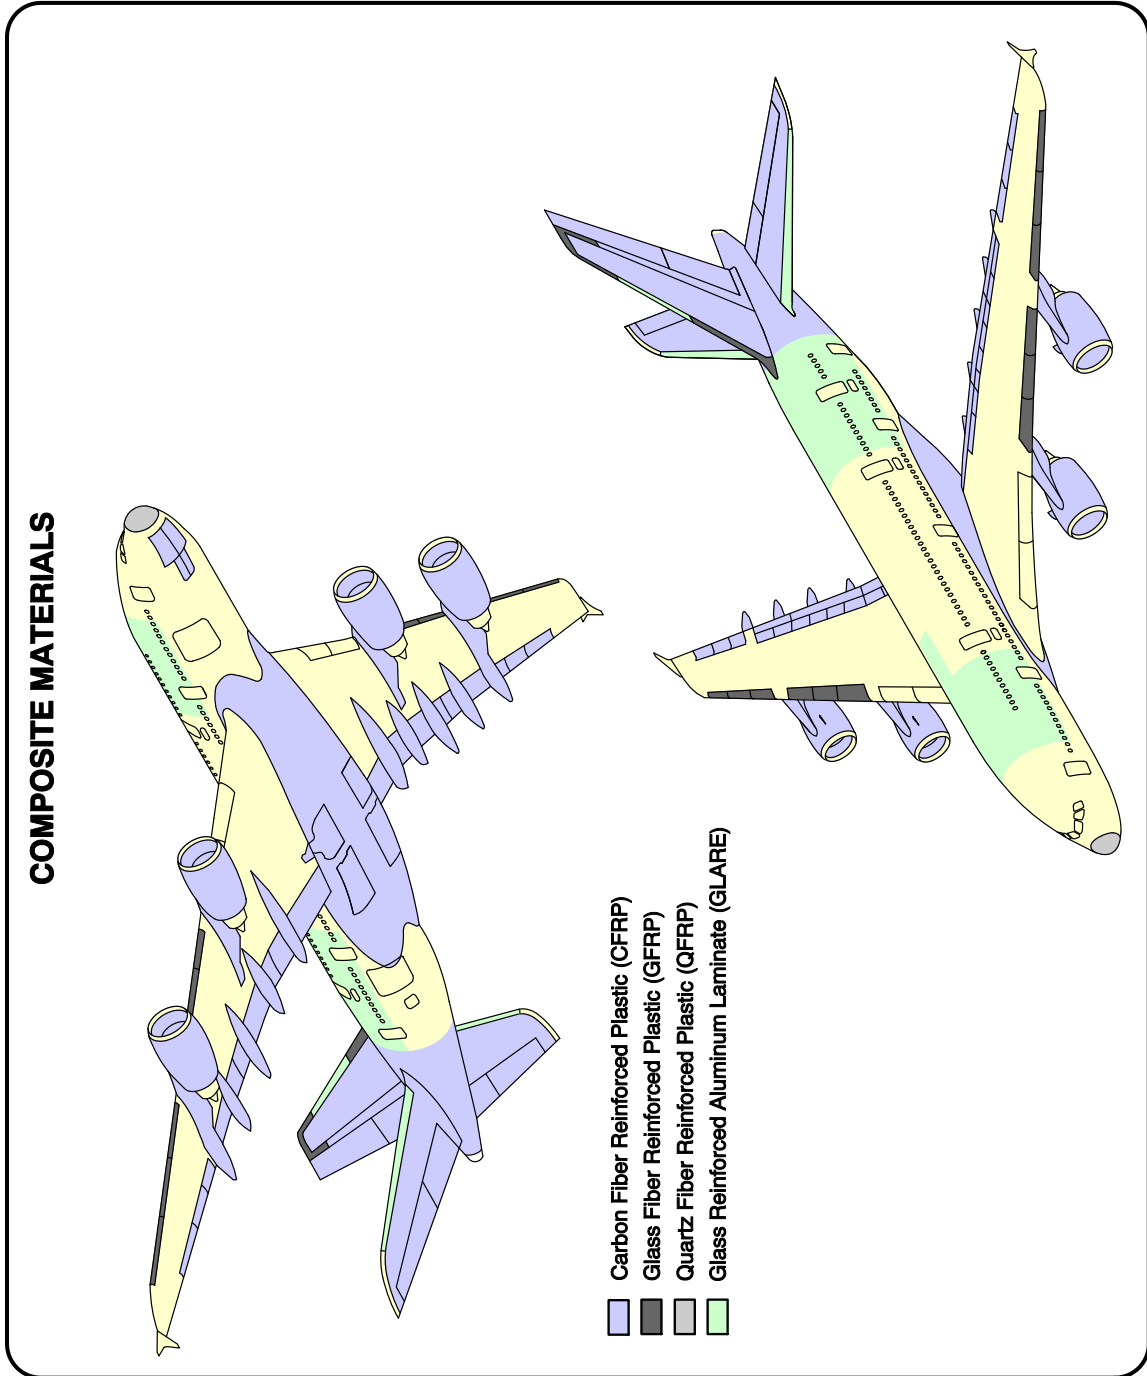 COMPOSITE MATERIALS
Carbon Fiber Reinforced Plastic (CFRP)
Glass Fiber Reinforced Plastic (GFRP)
Quartz Fiber Reinforced Plastic (QFRP)
Glass Reinforced Aluminum Laminate (GLARE)